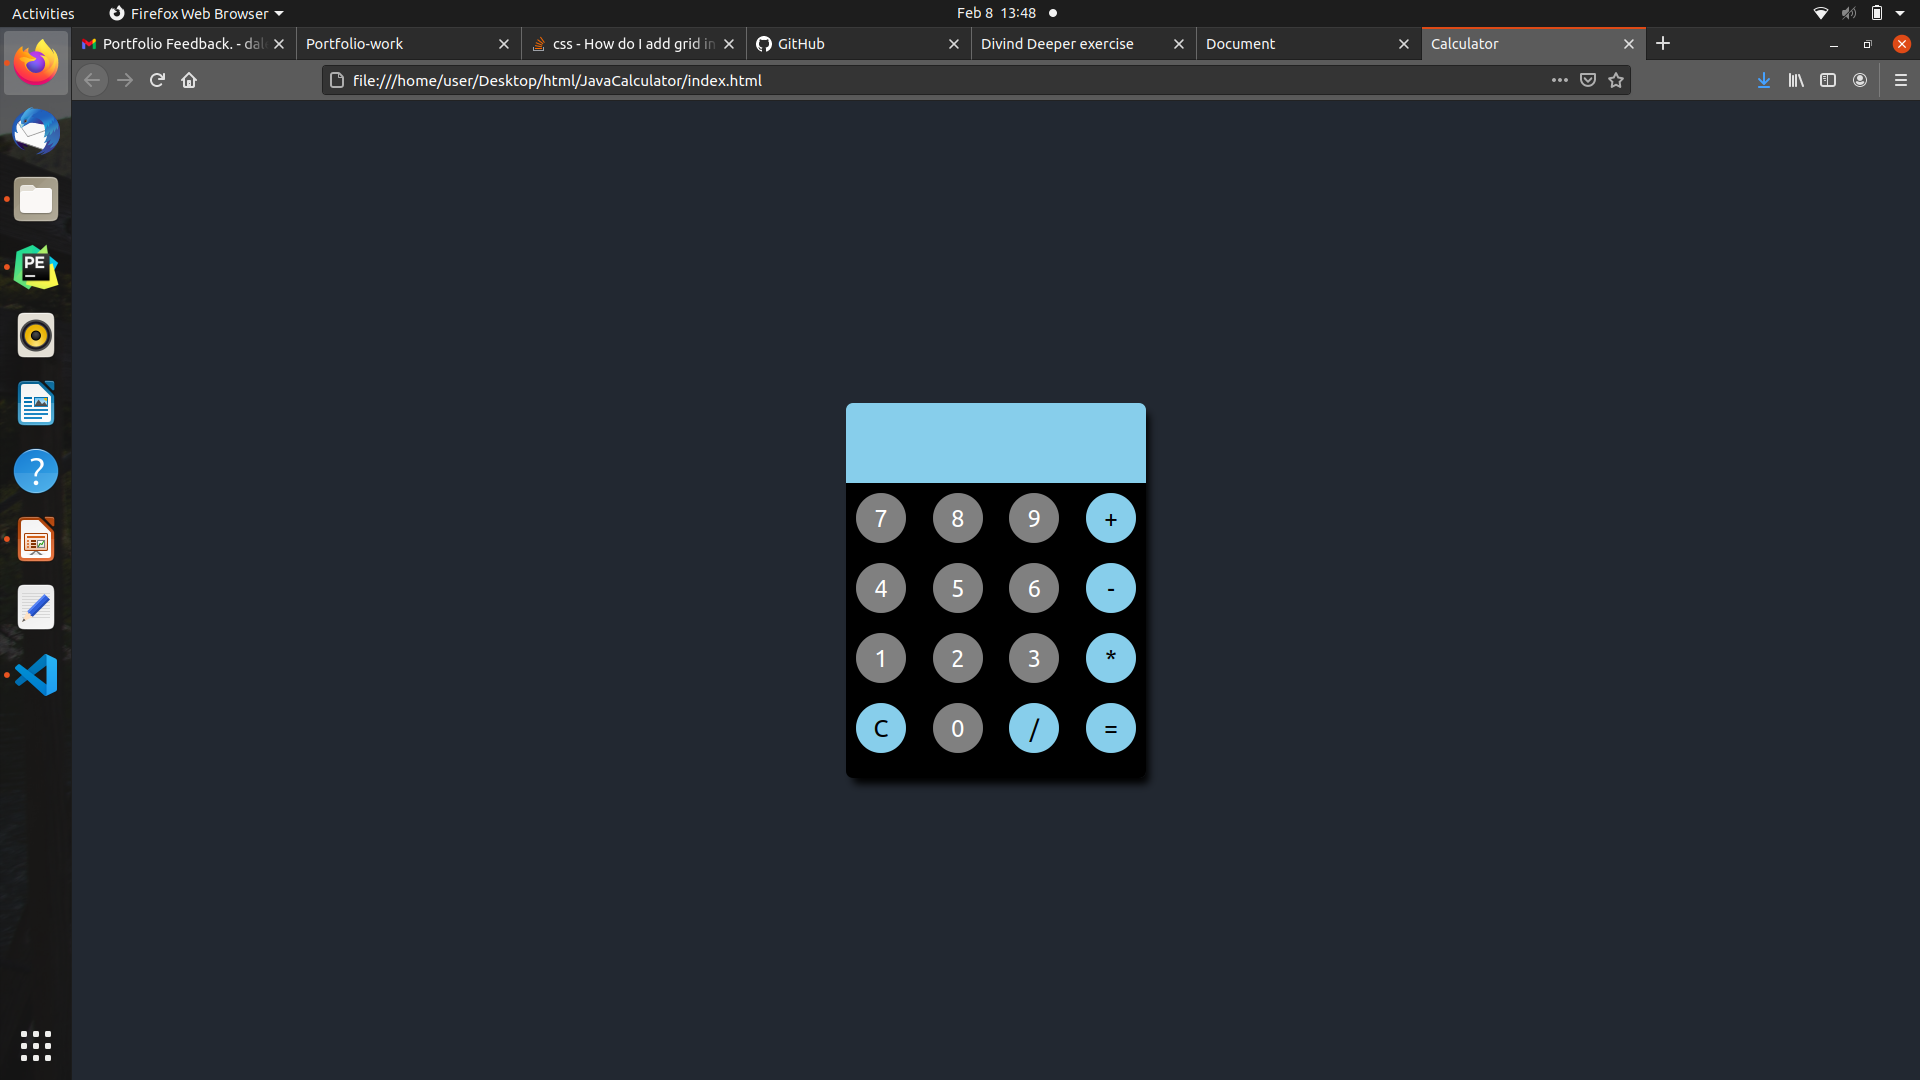 Activities Firefox Web Browser Feb 8 13:48
Portfolio Feedback. - dal Portfolio-work css - How do I add grid in GitHub Divind Deeper exercise Document Calculator
file:///home/user/Desktop/html/JavaCalculator/index.html
PE
?
7 8 9 +
4 5 6 -
1 2 3 *
C 0 / =